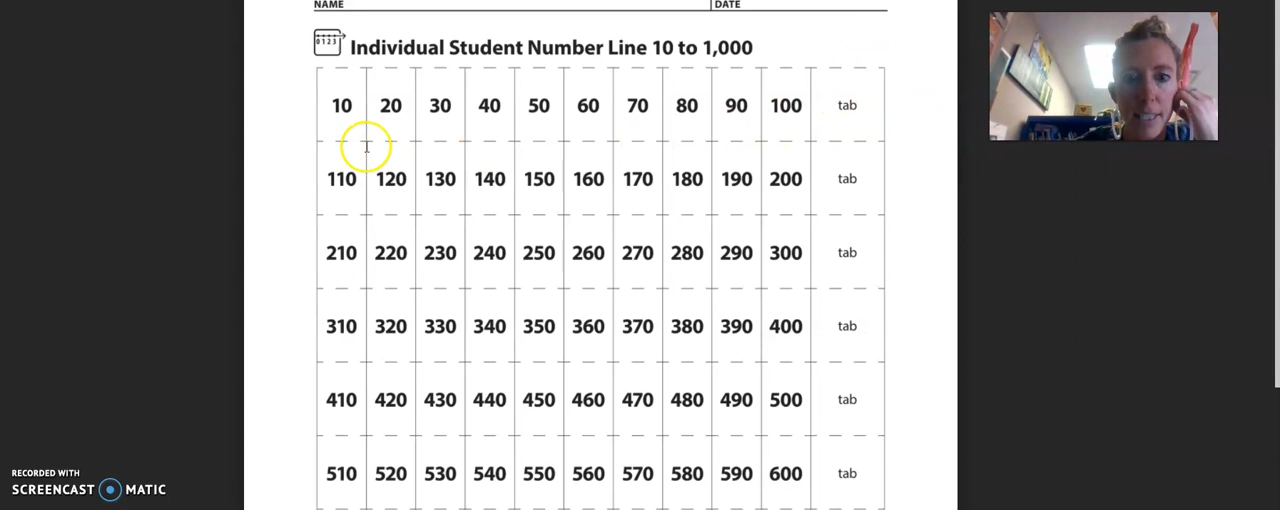 NAME DATE
0123
Individual Student Number Line 10 to 1,000
10 20 30 40 50 60 70 80 90 100 tab
110 120 130 140 150 160 170 180 190 200 tab
210 220 230 240 250 260 270 280 290 300 tab
310 320 330 340 350 360 370 380 390 400 tab
410 420 430 440 450 460 470 480 490 500 tab
510 520 530 540 550 560 570 580 590 600 tab
RECORDED WITH
SCREENCAST MATIC